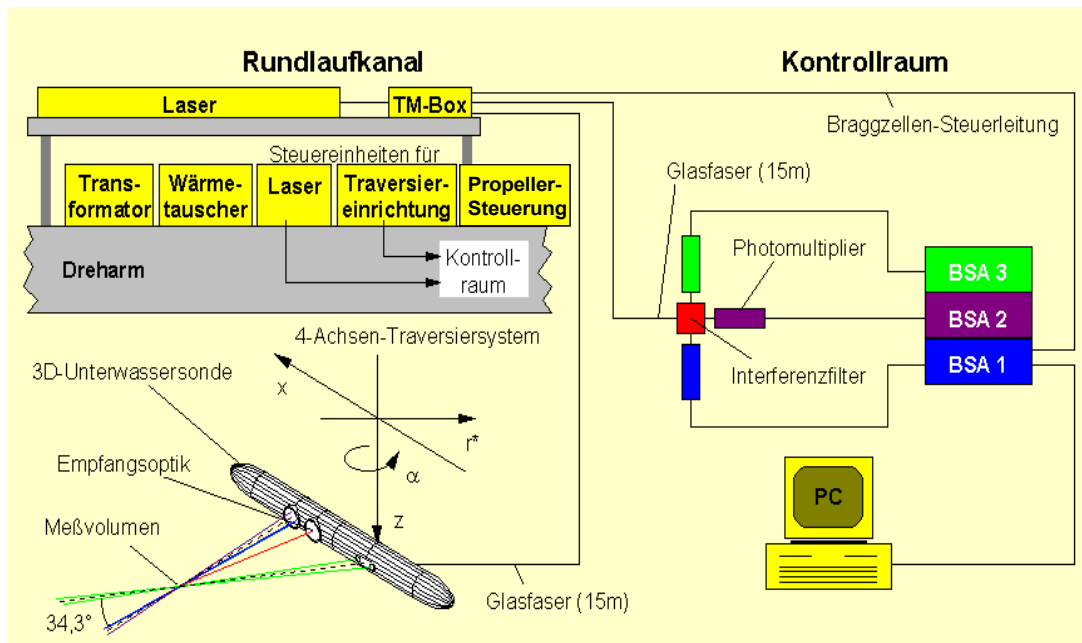 Rundlaufkanal
Kontrollraum
Laser
TM-Box
Braggzellen-Steuerleitung
Steuereinheiten für
Glasfaser (15m)
Trans-
formator
Wärme-
tauscher
Laser
Traversier-
einrichtung
Propeller-
Steuerung
Dreharm
Kontroll-
raum
Photomultiplier
BSA 3
BSA 2
BSA 1
Interferenzfilter
4-Achsen-Traversiersystem
3D-Unterwassersonde
x
r*
Empfangsoptik
α
z
Meßvolumen
PC
34,3°
Glasfaser (15m)